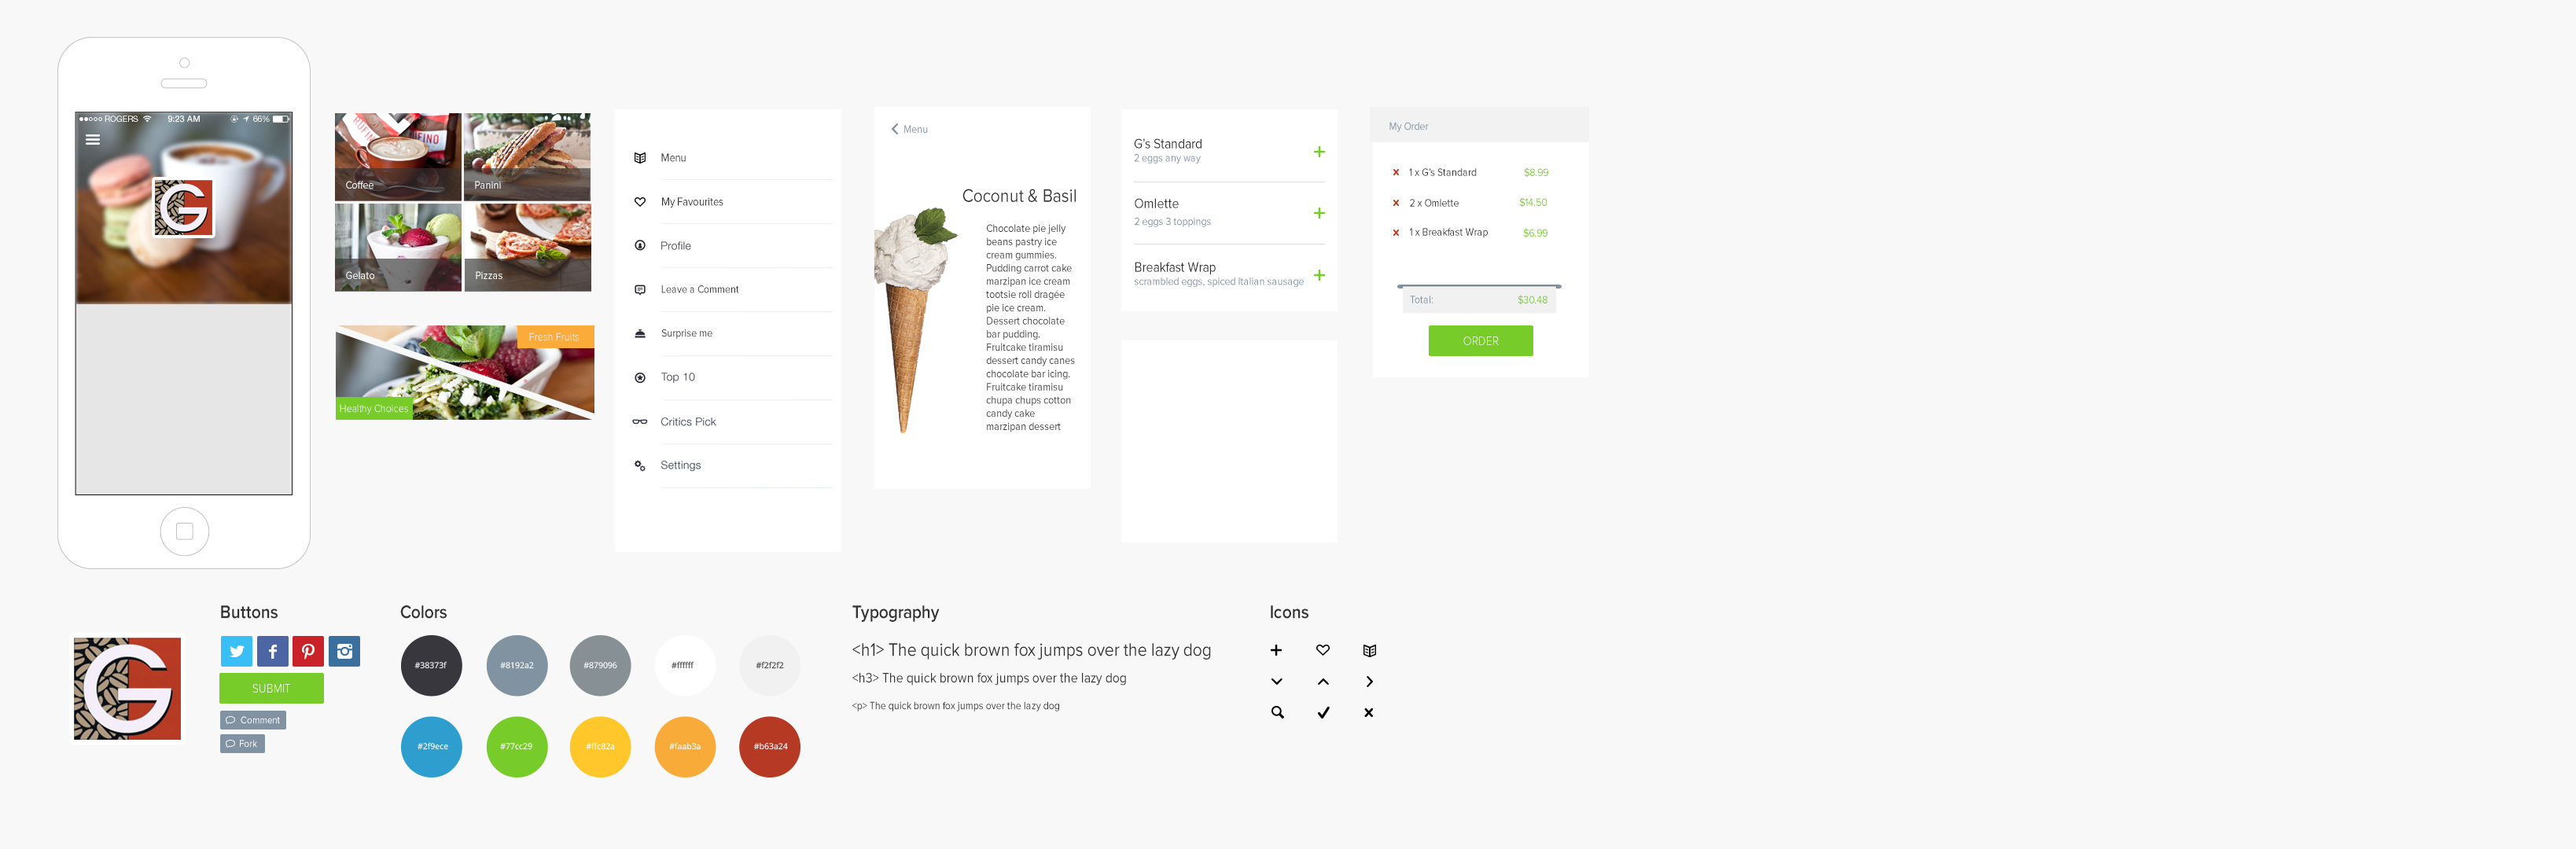 ROGERS 9:23 AM 66%
G
Coffee
Panini
Gelato
Pizzas
Fresh Fruits
Healthy Choices
Menu
My Favourites
Profile
Leave a Comment
Surprise me
Top 10
Critics Pick
Settings
Menu
Coconut & Basil
Chocolate pie jelly
beans pastry ice
cream gummies.
Pudding carrot cake
marzipan ice cream
tootsie roll dragée
pie ice cream.
Dessert chocolate
bar pudding.
Fruitcake tiramisu
dessert candy canes
chocolate bar icing.
Fruitcake tiramisu
chupa chups cotton
candy cake
marzipan dessert
G's Standard
2 eggs any way
Omlette
2 eggs 3 toppings
Breakfast Wrap
scrambled eggs, spiced Italian sausage
My Order
1 x G's Standard $8.99
2 x Omlette $14.50
1 x Breakfast Wrap $6.99
Total: $30.48
ORDER
G
Buttons
SUBMIT
Comment
Fork
Colors
#38373f
#8192a2
#879096
#ffffff
#f2f2f2
#2f9ece
#77cc29
#ffc82a
#faab3a
#b63a24
Typography
<h1> The quick brown fox jumps over the lazy dog
<h3> The quick brown fox jumps over the lazy dog
<p> The quick brown fox jumps over the lazy dog
Icons